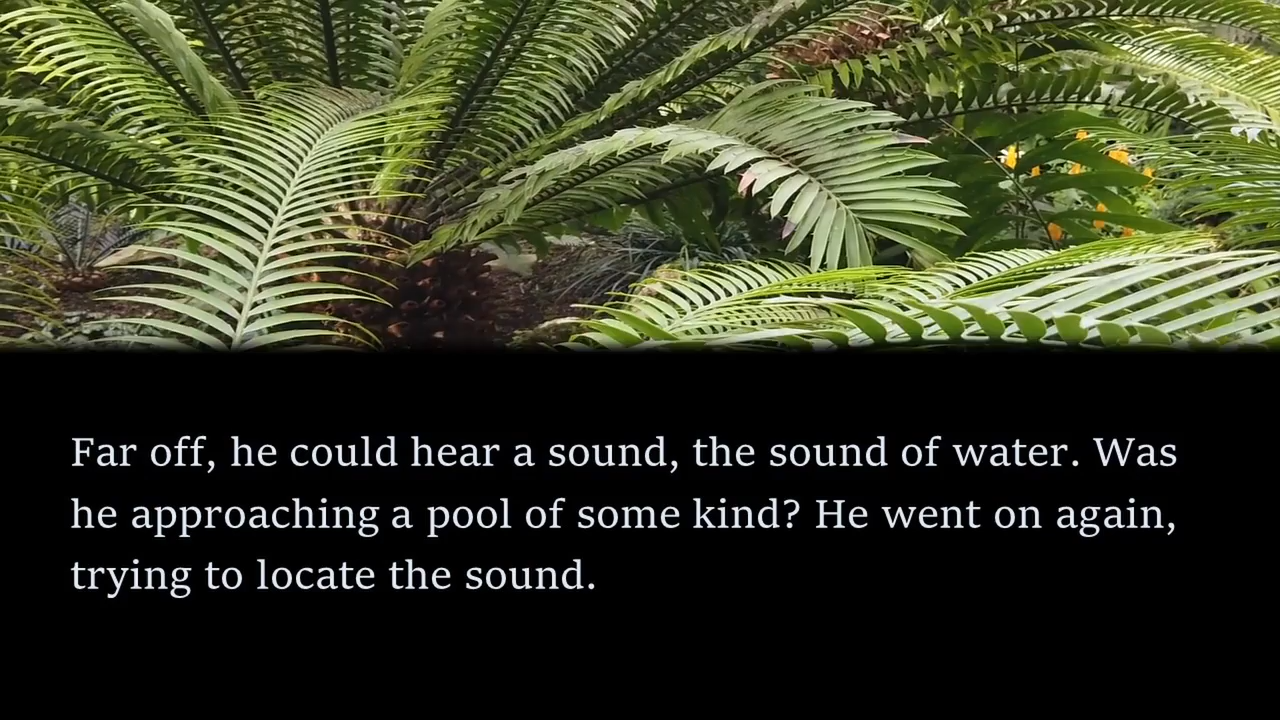 Far off, he could hear a sound, the sound of water. Was
he approaching a pool of some kind? He went on again,
trying to locate the sound.